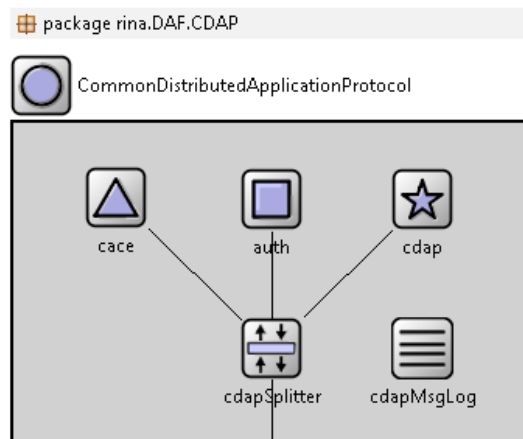 package rina.DAF.CDAP
CommonDistributedApplicationProtocol
cace auth cdap
cdapSplitter cdapMsgLog